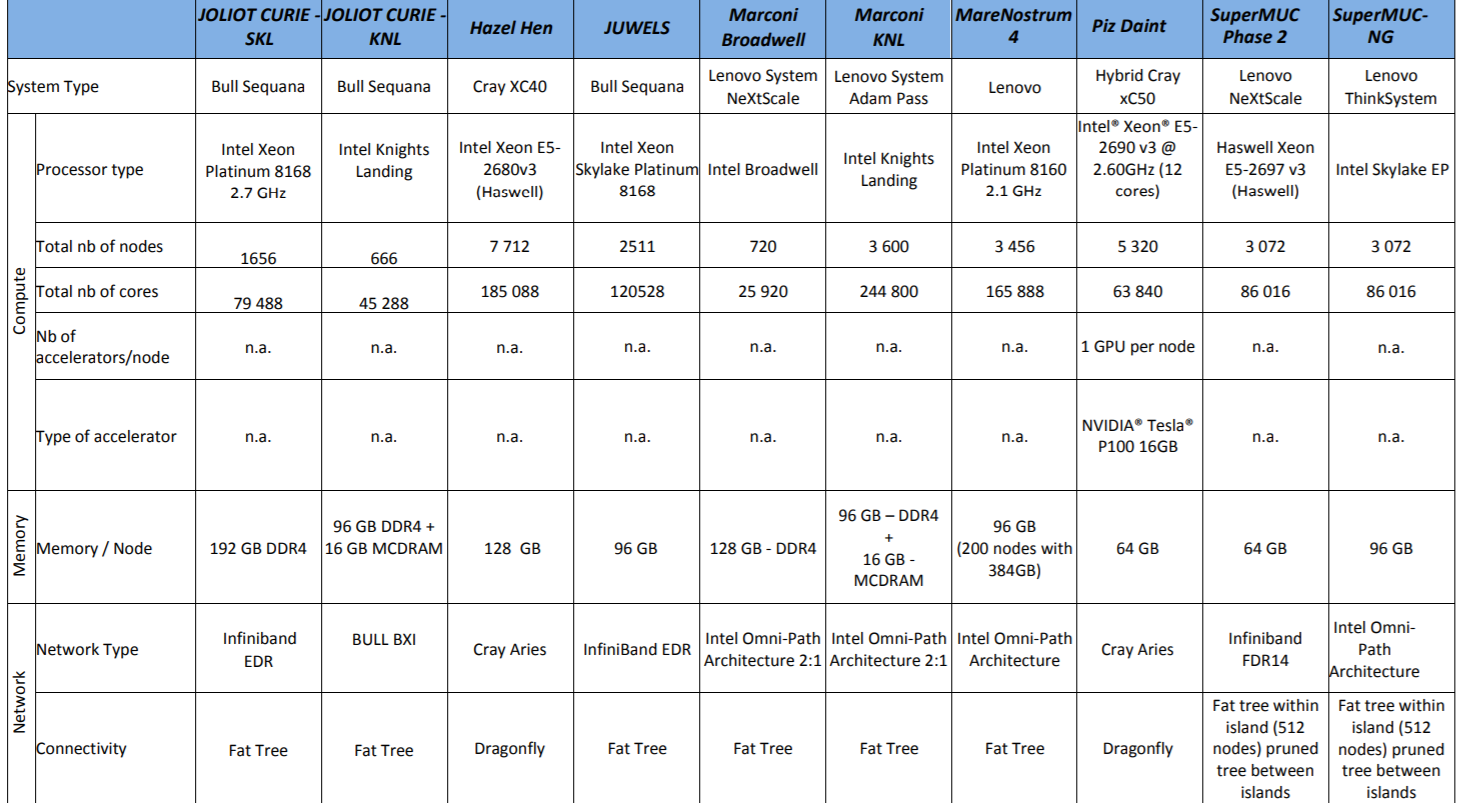 JOLIOT CURIE - SKL
JOLIOT CURIE - KNL
Hazel Hen
JUWELS
Marconi Broadwell
Marconi KNL
MareNostrum 4
Piz Daint
SuperMUC Phase 2
SuperMUC-NG
System Type
Bull Sequana
Bull Sequana
Cray XC40
Bull Sequana
Lenovo System NeXtScale
Lenovo System Adam Pass
Lenovo
Hybrid Cray xC50
Lenovo NeXtScale
Lenovo ThinkSystem
Compute
Processor type
Intel Xeon Platinum 8168 2.7 GHz
Intel Knights Landing
Intel Xeon E5-2680v3 (Haswell)
Intel Xeon Skylake Platinum 8168
Intel Broadwell
Intel Knights Landing
Intel Xeon Platinum 8160 2.1 GHz
Intel® Xeon® E5-2690 v3 @ 2.60GHz (12 cores)
Haswell Xeon E5-2697 v3 (Haswell)
Intel Skylake EP
Total nb of nodes
1656
666
7 712
2511
720
3 600
3 456
5 320
3 072
3 072
Total nb of cores
79 488
45 288
185 088
120528
25 920
244 800
165 888
63 840
86 016
86 016
Nb of accelerators/node
n.a.
n.a.
n.a.
n.a.
n.a.
n.a.
n.a.
1 GPU per node
n.a.
n.a.
Type of accelerator
n.a.
n.a.
n.a.
n.a.
n.a.
n.a.
n.a.
NVIDIA® Tesla® P100 16GB
n.a.
n.a.
Memory
Memory / Node
192 GB DDR4
96 GB DDR4 + 16 GB MCDRAM
128 GB
96 GB
128 GB - DDR4
96 GB – DDR4 + 16 GB - MCDRAM
96 GB (200 nodes with 384GB)
64 GB
64 GB
96 GB
Network
Network Type
Infiniband EDR
BULL BXI
Cray Aries
InfiniBand EDR
Intel Omni-Path Architecture 2:1
Intel Omni-Path Architecture 2:1
Intel Omni-Path Architecture
Cray Aries
Infiniband FDR14
Intel Omni-Path Architecture
Connectivity
Fat Tree
Fat Tree
Dragonfly
Fat Tree
Fat Tree
Fat Tree
Fat Tree
Dragonfly
Fat tree within island (512 nodes) pruned tree between islands
Fat tree within island (512 nodes) pruned tree between islands